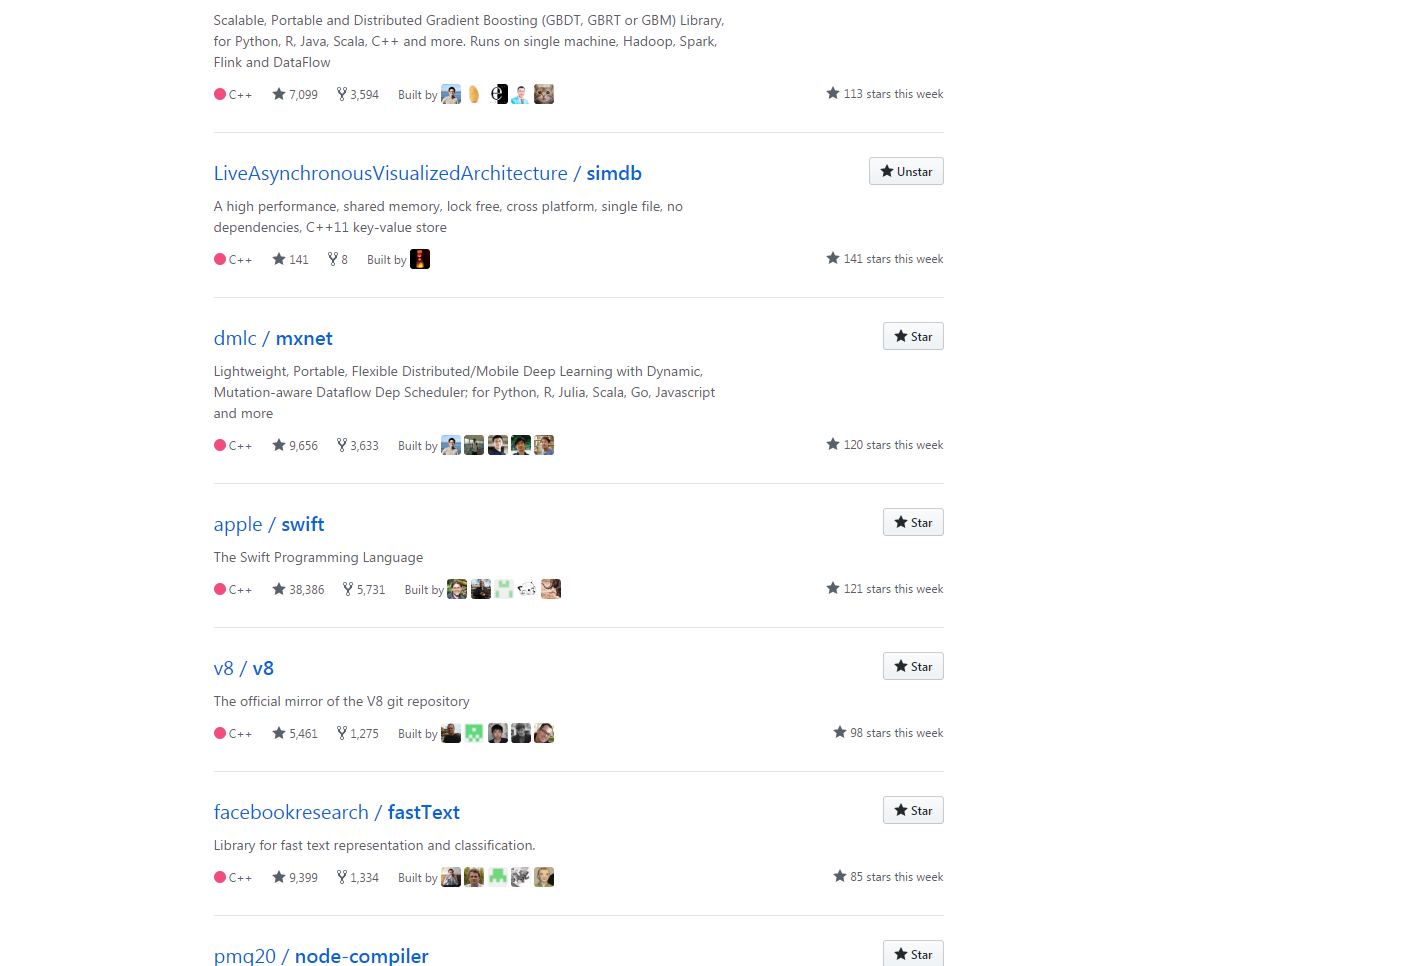 Scalable, Portable and Distributed Gradient Boosting (GBDT, GBRT or GBM) Library,
for Python, R, Java, Scala, C++ and more. Runs on single machine, Hadoop, Spark,
Flink and DataFlow
C++ 7,099 3,594 Built by 113 stars this week
LiveAsynchronousVisualizedArchitecture / simdb Unstar
A high performance, shared memory, lock free, cross platform, single file, no
dependencies, C++11 key-value store
C++ 141 8 Built by 141 stars this week
dmlc / mxnet Star
Lightweight, Portable, Flexible Distributed/Mobile Deep Learning with Dynamic,
Mutation-aware Dataflow Dep Scheduler; for Python, R, Julia, Scala, Go, Javascript
and more
C++ 9,656 3,633 Built by 120 stars this week
apple / swift Star
The Swift Programming Language
C++ 38,386 5,731 Built by 121 stars this week
v8 / v8 Star
The official mirror of the V8 git repository
C++ 5,461 1,275 Built by 98 stars this week
facebookresearch / fastText Star
Library for fast text representation and classification.
C++ 9,399 1,334 Built by 85 stars this week
pmq20 / node-compiler Star